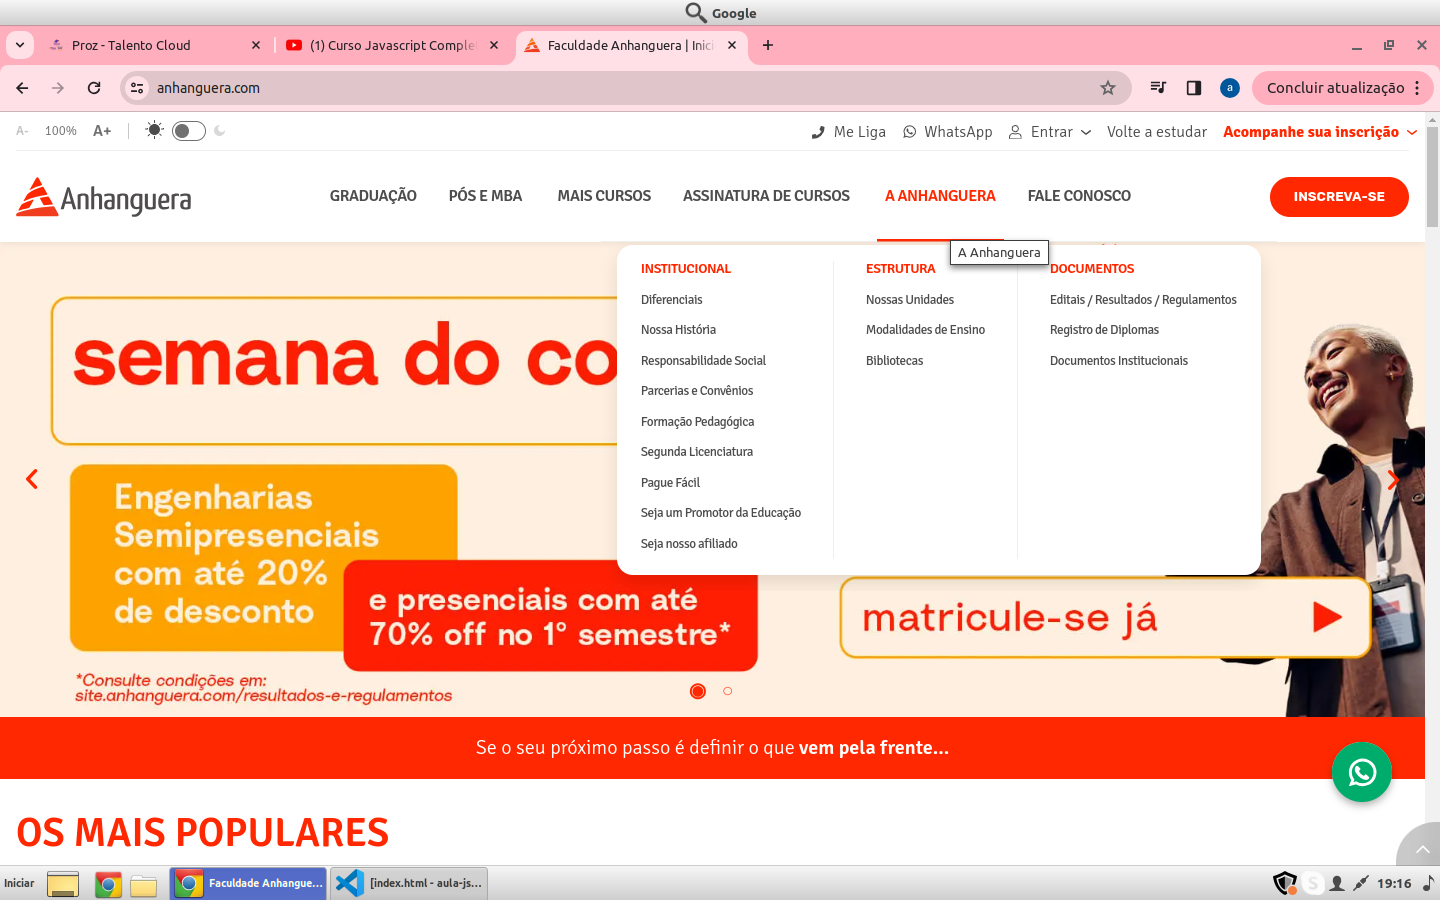 Google
Proz - Talento Cloud
(1) Curso Javascript Comple
Faculdade Anhanguera | Inic
anhanguera.com
a
Concluir atualização
A-
100%
A+
Me Liga
WhatsApp
Entrar
Volte a estudar
Acompanhe sua inscrição
Anhanguera
GRADUAÇÃO
PÓS E MBA
MAIS CURSOS
ASSINATURA DE CURSOS
A ANHANGUERA
FALE CONOSCO
INSCREVA-SE
A Anhanguera
INSTITUCIONAL
Diferenciais
Nossa História
Responsabilidade Social
Parcerias e Convênios
Formação Pedagógica
Segunda Licenciatura
Pague Fácil
Seja um Promotor da Educação
Seja nosso afiliado
ESTRUTURA
Nossas Unidades
Modalidades de Ensino
Bibliotecas
DOCUMENTOS
Editais / Resultados / Regulamentos
Registro de Diplomas
Documentos Institucionais
semana do co
Engenharias
Semipresenciais
com até 20%
de desconto
e presenciais com até
70% off no 1° semestre*
*Consulte condições em:
site.anhanguera.com/resultados-e-regulamentos
matricule-se já
Se o seu próximo passo é definir o que vem pela frente...
OS MAIS POPULARES
Iniciar
Faculdade Anhangue...
[index.html - aula-js...
19:16